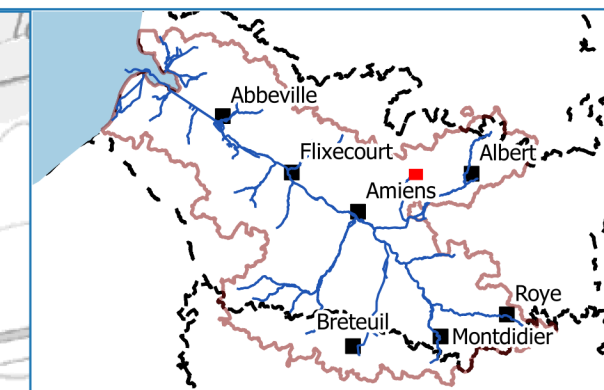 Abbeville
Flixecourt
Albert
Amiens
Roye
Breteuil
Montdidier